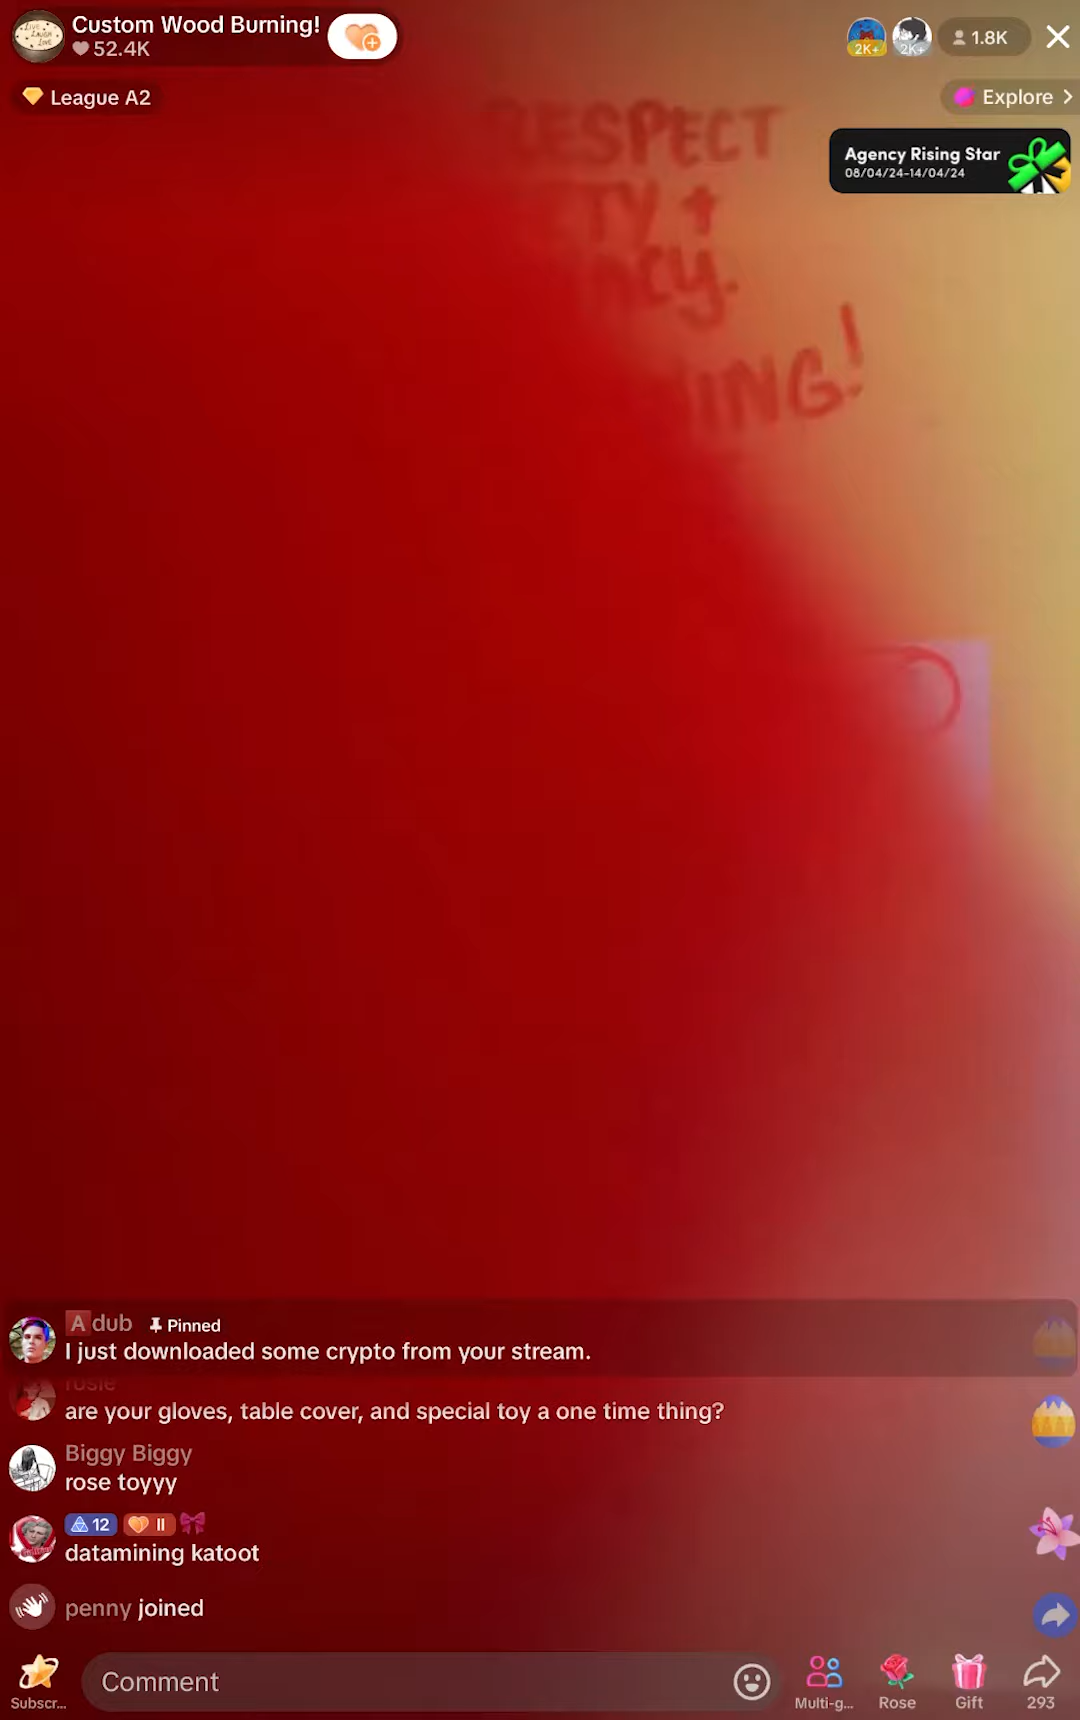 Custom Wood Burning!
52.4K
2K+
2K+
1.8K
League A2
Explore
RESPECT
Agency Rising Star
08/04/24-14/04/24
TY +
ING!
A dub Pinned
I just downloaded some crypto from your stream.
rosie
are your gloves, table cover, and special toy a one time thing?
Biggy Biggy
rose toyyy
12 II
datamining katoot
penny joined
Comment
Subscr...
Multi-g...
Rose
Gift
293